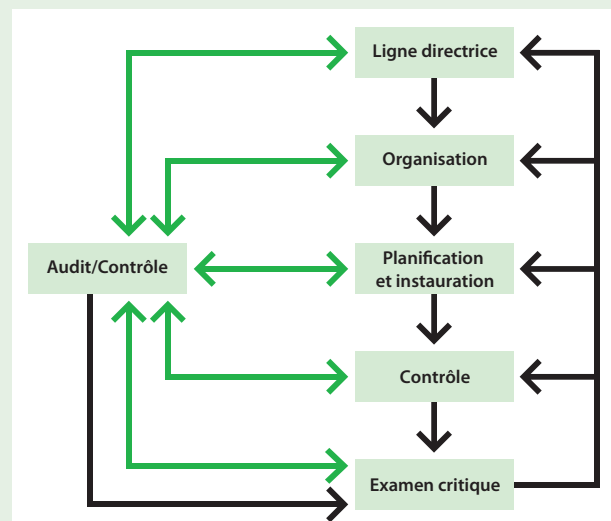 Ligne directrice
Organisation
Audit/Contrôle
Planification
et instauration
Contrôle
Examen critique